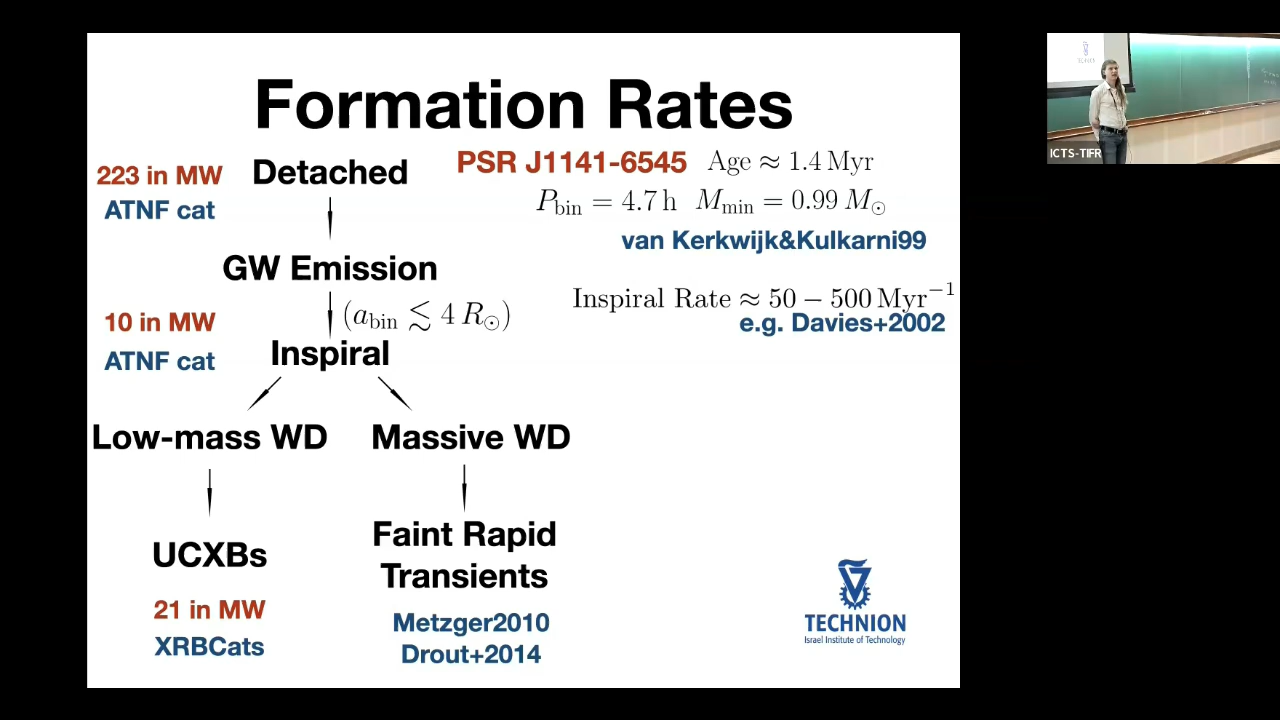 Formation Rates
223 in MW
ATNF cat
Detached
PSR J1141-6545 Age ≈ 1.4 Myr
P_bin = 4.7 h M_min = 0.99 M_⊙
van Kerkwijk&Kulkarni99
GW Emission
Inspiral Rate ≈ 50 − 500 Myr⁻¹
e.g. Davies+2002
(a_bin ≲ 4 R_⊙)
10 in MW
ATNF cat
Inspiral
Low-mass WD
Massive WD
UCXBs
21 in MW
XRBCats
Faint Rapid
Transients
Metzger2010
Drout+2014
TECHNION
Israel Institute of Technology
ICTS-TIFR